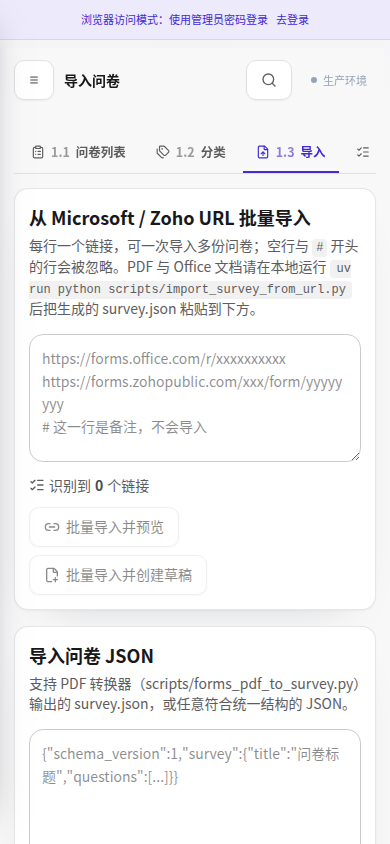 浏览器访问模式：使用管理员密码登录 去登录
导入问卷
生产环境
1.1 问卷列表
1.2 分类
1.3 导入
从 Microsoft / Zoho URL 批量导入
每行一个链接，可一次导入多份问卷；空行与 # 开头
的行会被忽略。PDF 与 Office 文档请在本地运行 uv
run python scripts/import_survey_from_url.py
后把生成的 survey.json 粘贴到下方。
https://forms.office.com/r/xxxxxxxxxx
https://forms.zohopublic.com/xxx/form/yyyyy
yyy
# 这一行是备注，不会导入
识别到 0 个链接
批量导入并预览
批量导入并创建草稿
导入问卷 JSON
支持 PDF 转换器（scripts/forms_pdf_to_survey.py）
输出的 survey.json，或任意符合统一结构的 JSON。
{"schema_version":1,"survey":{"title":"问卷标
题","questions":[...]}}